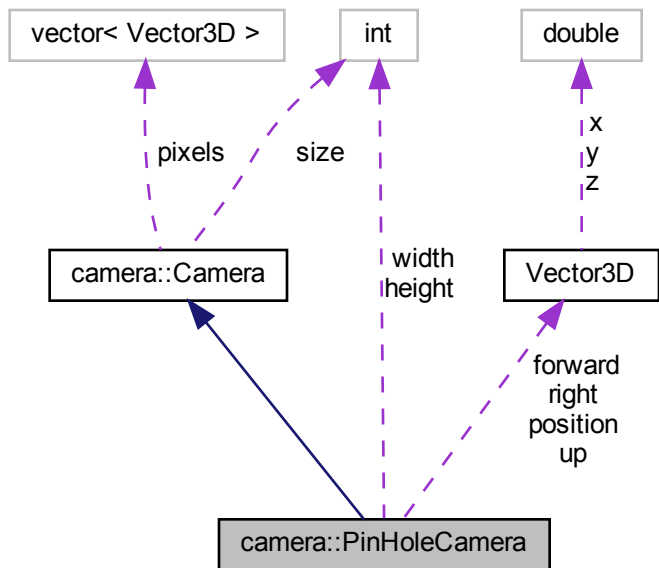 vector< Vector3D >
int
double
pixels
size
x
y
z
camera::Camera
width
height
Vector3D
forward
right
position
up
camera::PinHoleCamera